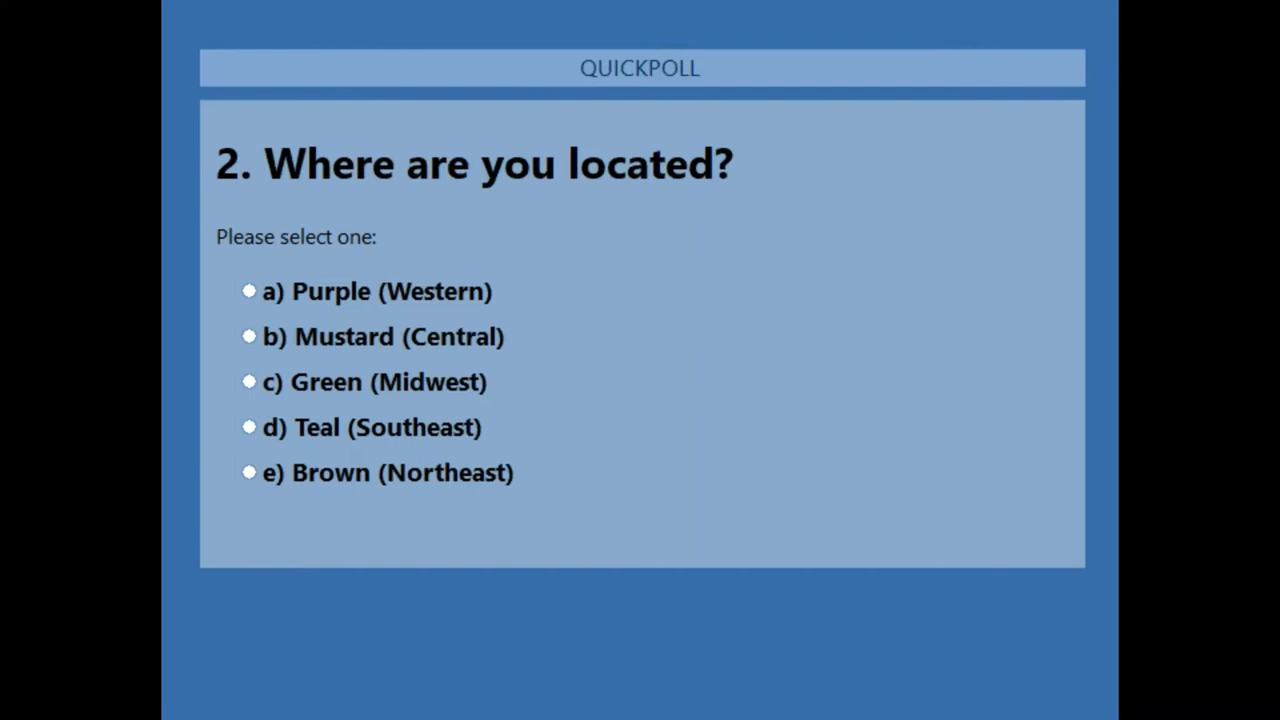 QUICKPOLL
2. Where are you located?
Please select one:
a) Purple (Western)
b) Mustard (Central)
c) Green (Midwest)
d) Teal (Southeast)
e) Brown (Northeast)